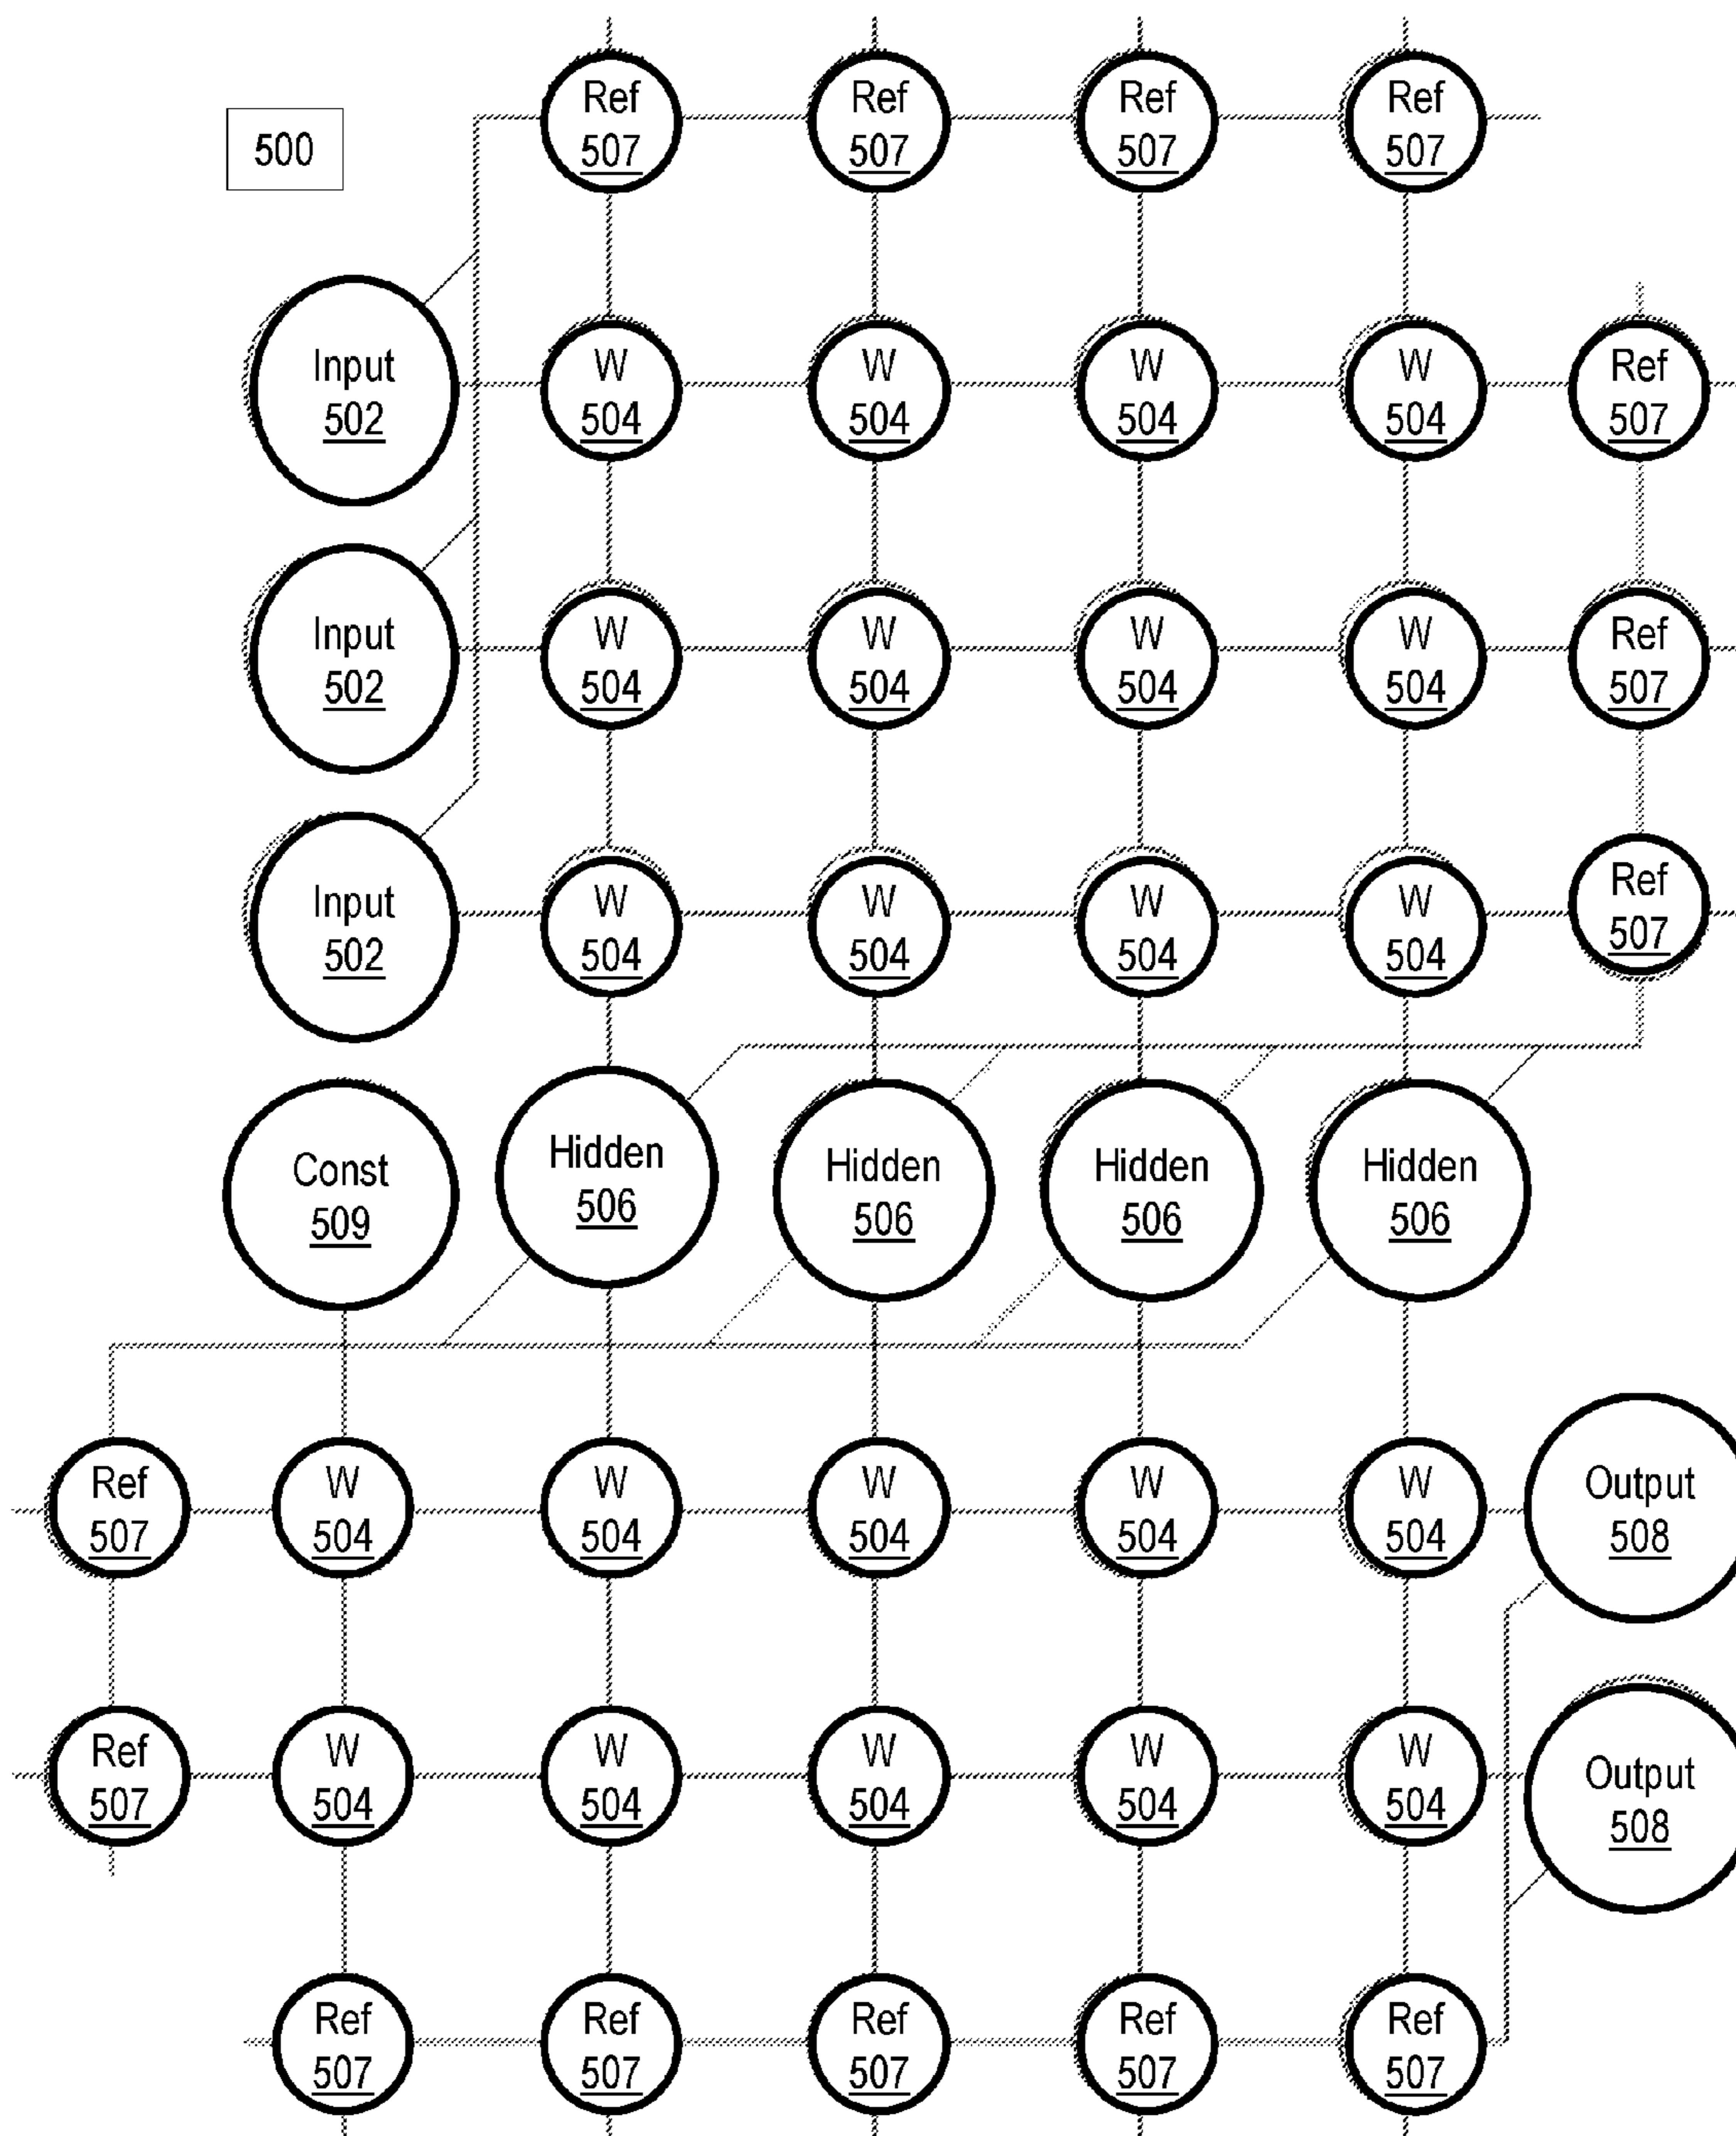 Ref Ref Ref Ref
500 507 507 507 507
Input W W W W Ref
502 504 504 504 504 507
Input W W W W Ref
502 504 504 504 504 507
Input W W W W Ref
502 504 504 504 504 507
Const Hidden Hidden Hidden Hidden
509 506 506 506 506
Ref W W W W W Output
507 504 504 504 504 504 508
Ref W W W W W Output
507 504 504 504 504 504 508
Ref Ref Ref Ref Ref
507 507 507 507 507